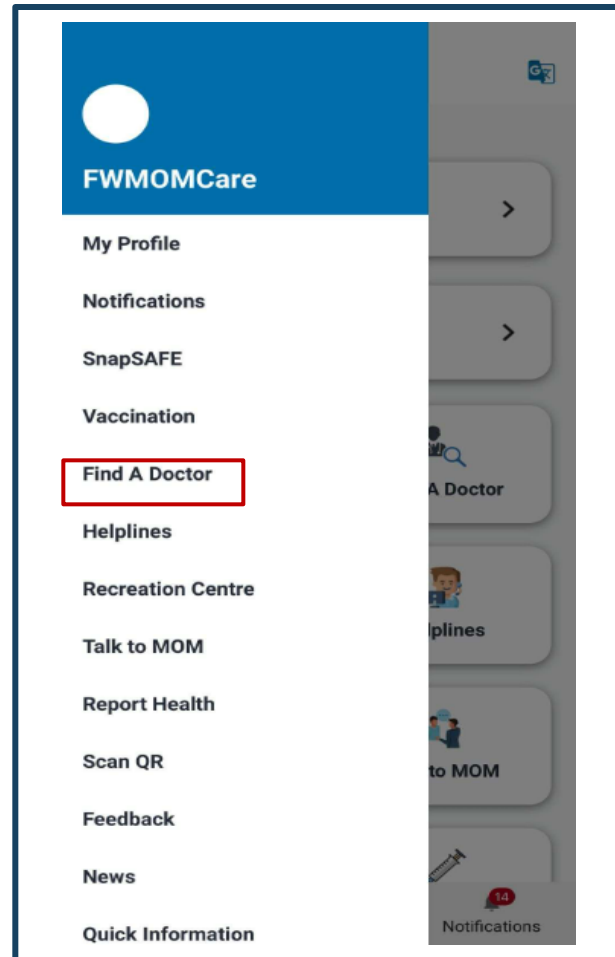 FWMOMCare
My Profile
Notifications
SnapSAFE
Vaccination
Find A Doctor
Helplines
Recreation Centre
Talk to MOM
Report Health
Scan QR
Feedback
News
Quick Information
A Doctor
lplines
to MOM
14
Notifications